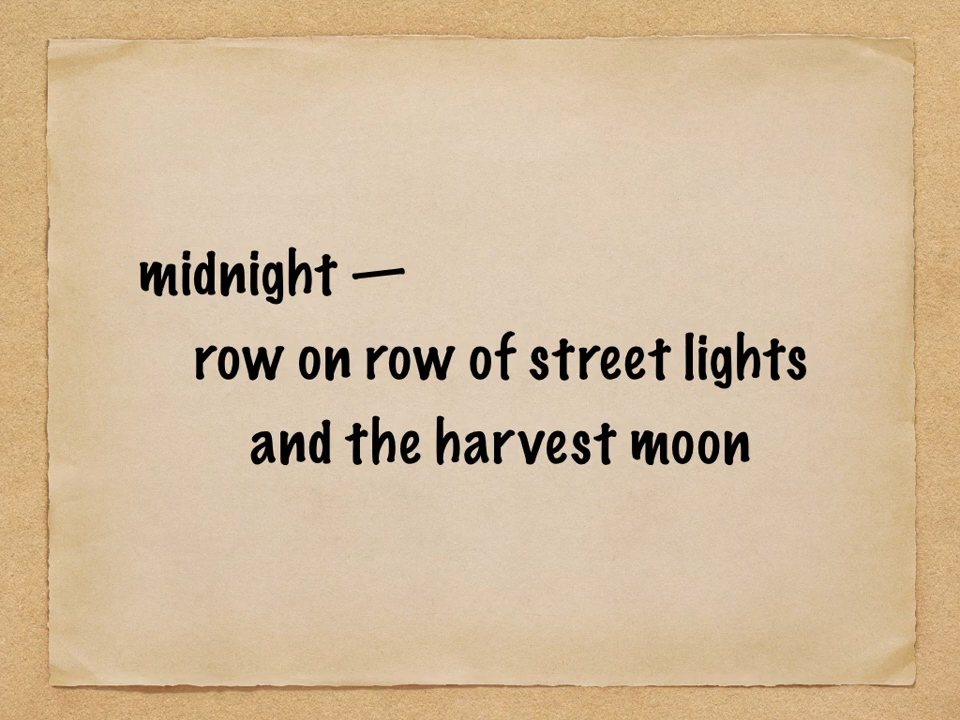 midnight —
row on row of street lights
and the harvest moon